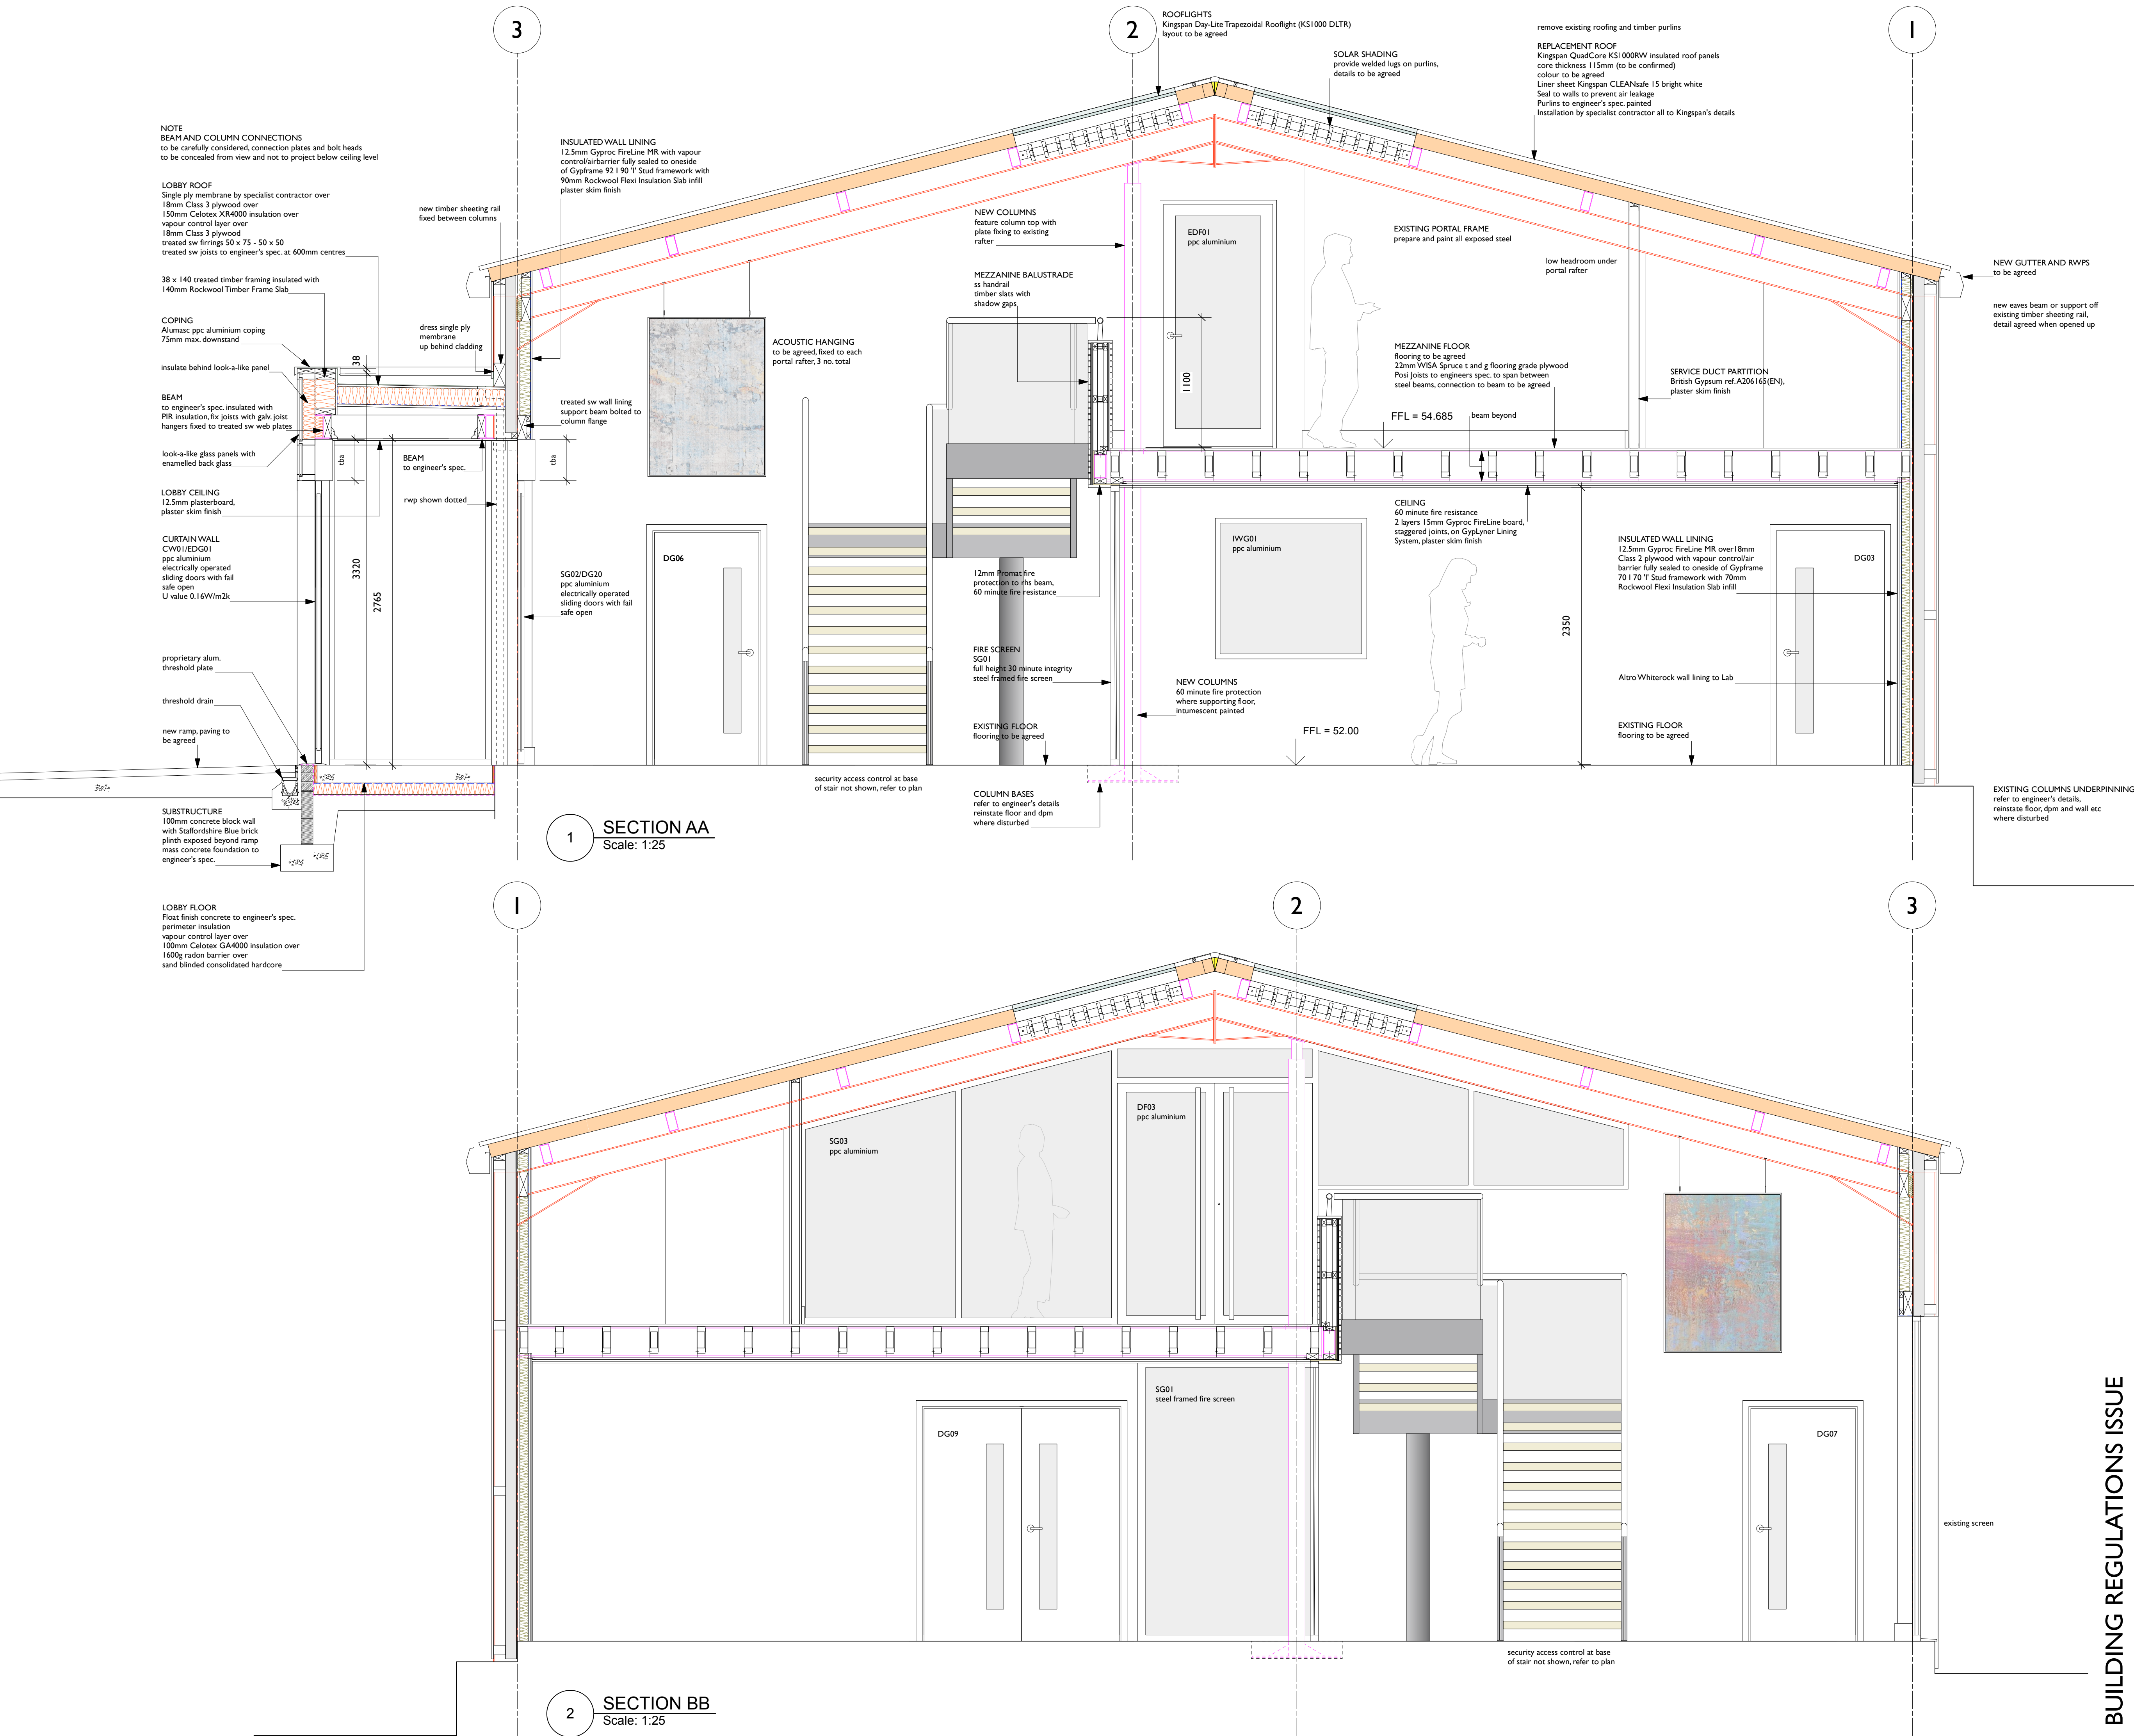 3
2
1
ROOFLIGHTS
Kingspan Day-Lite Trapezoidal Rooflight (KS1000 DLTR)
layout to be agreed
SOLAR SHADING
provide welded lugs on purlins,
details to be agreed
remove existing roofing and timber purlins
REPLACEMENT ROOF
Kingspan QuadCore KS1000RW insulated roof panels
core thickness 115mm (to be confirmed)
colour to be agreed
Liner sheet Kingspan CLEANsafe 15 bright white
Seal to walls to prevent air leakage
Purlins to engineer's spec. painted
Installation by specialist contractor all to Kingspan's details
NOTE
BEAM AND COLUMN CONNECTIONS
to be carefully considered, connection plates and bolt heads
to be concealed from view and not to project below ceiling level
LOBBY ROOF
Single ply membrane by specialist contractor over
18mm Class 3 plywood over
150mm Celotex XR4000 insulation over
vapour control layer over
18mm Class 3 plywood
treated sw firrings 50 x 75 - 50 x 50
treated sw joists to engineer's spec. at 600mm centres
38 x 140 treated timber framing insulated with
140mm Rockwool Timber Frame Slab
COPING
Alumasc ppc aluminium coping
75mm max. downstand
insulate behind look-a-like panel
BEAM
to engineer's spec. insulated with
PIR insulation, fix joists with galv. joist
hangers fixed to treated sw web plates
look-a-like glass panels with
enamelled back glass
LOBBY CEILING
12.5mm plasterboard,
plaster skim finish
CURTAIN WALL
CW01/EDG01
ppc aluminium
electrically operated
sliding doors with fail
safe open
U value 0.16W/m2k
proprietary alum.
threshold plate
threshold drain
new ramp, paving to
be agreed
SUBSTRUCTURE
100mm concrete block wall
with Staffordshire Blue brick
plinth exposed beyond ramp
mass concrete foundation to
engineer's spec.
LOBBY FLOOR
Float finish concrete to engineer's spec.
perimeter insulation
vapour control layer over
100mm Celotex GA4000 insulation over
1600g radon barrier over
sand blinded consolidated hardcore
INSULATED WALL LINING
12.5mm Gyproc FireLine MR with vapour
control/airbarrier fully sealed to oneside
of Gypframe 92 I 90 'I' Stud framework with
90mm Rockwool Flexi Insulation Slab infill
plaster skim finish
new timber sheeting rail
fixed between columns
dress single ply
membrane
up behind cladding
38
treated sw wall lining
support beam bolted to
column flange
tba
tba
BEAM
to engineer's spec.
rwp shown dotted
3320
2765
SG02/DG20
ppc aluminium
electrically operated
sliding doors with fail
safe open
DG06
ACOUSTIC HANGING
to be agreed, fixed to each
portal rafter, 3 no. total
NEW COLUMNS
feature column top with
plate fixing to existing
rafter
MEZZANINE BALUSTRADE
ss handrail
timber slats with
shadow gaps
1100
EDF01
ppc aluminium
EXISTING PORTAL FRAME
prepare and paint all exposed steel
low headroom under
portal rafter
NEW GUTTER AND RWPS
to be agreed
new eaves beam or support off
existing timber sheeting rail,
detail agreed when opened up
MEZZANINE FLOOR
flooring to be agreed
22mm WISA Spruce t and g flooring grade plywood
Posi Joists to engineers spec. to span between
steel beams, connection to beam to be agreed
SERVICE DUCT PARTITION
British Gypsum ref. A206165(EN),
plaster skim finish
FFL = 54.685
beam beyond
CEILING
60 minute fire resistance
2 layers 15mm Gyproc FireLine board,
staggered joints, on GypLyner Lining
System, plaster skim finish
IWG01
ppc aluminium
12mm Promat fire
protection to rhs beam,
60 minute fire resistance
INSULATED WALL LINING
12.5mm Gyproc FireLine MR over18mm
Class 2 plywood with vapour control/air
barrier fully sealed to oneside of Gypframe
70 I 70 'I' Stud framework with 70mm
Rockwool Flexi Insulation Slab infill
DG03
2350
FIRE SCREEN
SG01
full height 30 minute integrity
steel framed fire screen
NEW COLUMNS
60 minute fire protection
where supporting floor,
intumescent painted
Altro Whiterock wall lining to Lab
EXISTING FLOOR
flooring to be agreed
FFL = 52.00
EXISTING FLOOR
flooring to be agreed
security access control at base
of stair not shown, refer to plan
COLUMN BASES
refer to engineer's details
reinstate floor and dpm
where disturbed
EXISTING COLUMNS UNDERPINNING
refer to engineer's details,
reinstate floor, dpm and wall etc
where disturbed
1
SECTION AA
Scale: 1:25
1
2
3
SG03
ppc aluminium
DF03
ppc aluminium
SG01
steel framed fire screen
DG09
DG07
existing screen
security access control at base
of stair not shown, refer to plan
2
SECTION BB
Scale: 1:25
BUILDING REGULATIONS ISSUE